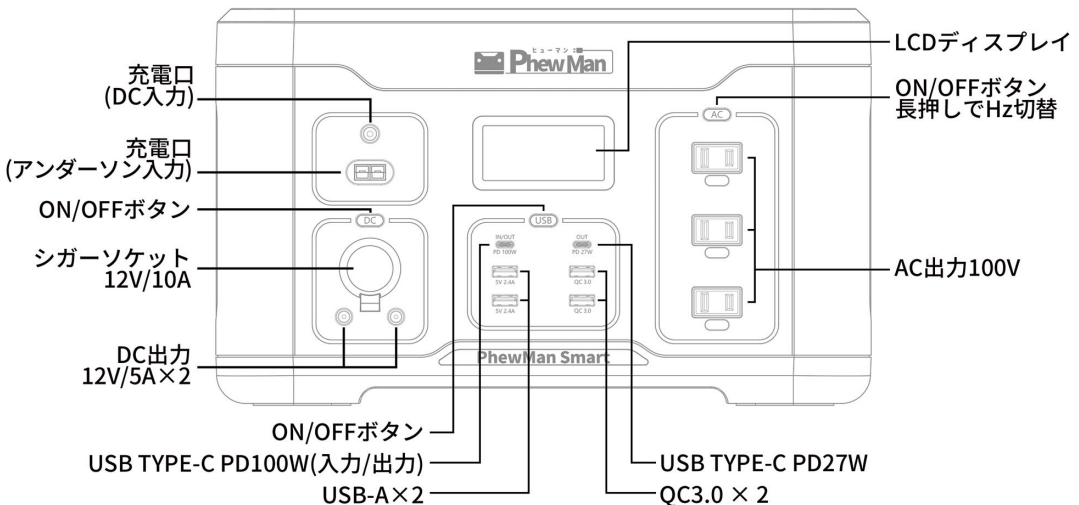 ヒューマン
PhewMan
LCDディスプレイ
充電口
(DC入力)
ON/OFFボタン
長押しでHz切替
AC
充電口
(アンダーソン入力)
ON/OFFボタン
DC
USB
シガーソケット
12V/10A
IN/OUT
PD 100W
OUT
PD 27W
5V 2.4A
QC 3.0
5V 2.4A
QC 3.0
AC出力100V
DC出力
12V/5A×2
PhewMan Smart
ON/OFFボタン
USB TYPE-C PD100W(入力/出力)
USB-A×2
USB TYPE-C PD27W
QC3.0 × 2